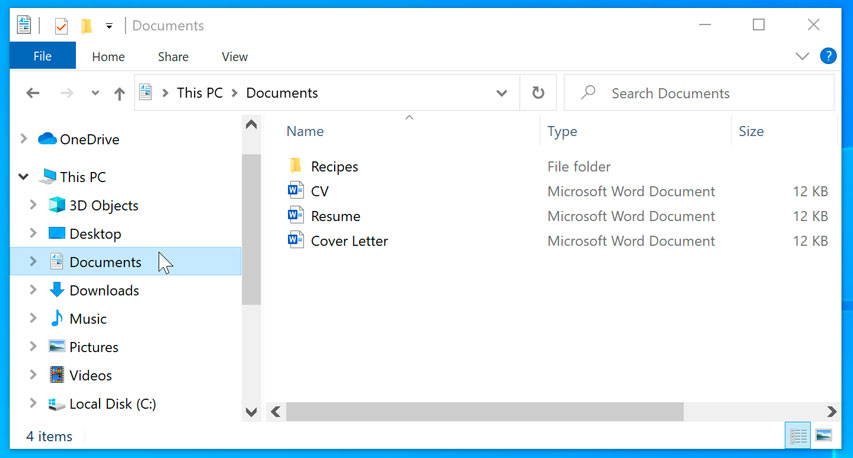 Documents
File Home Share View
This PC Documents Search Documents
OneDrive
This PC
3D Objects
Desktop
Documents
Downloads
Music
Pictures
Videos
Local Disk (C:)
Name Type Size
Recipes File folder
CV Microsoft Word Document 12 KB
Resume Microsoft Word Document 12 KB
Cover Letter Microsoft Word Document 12 KB
4 items